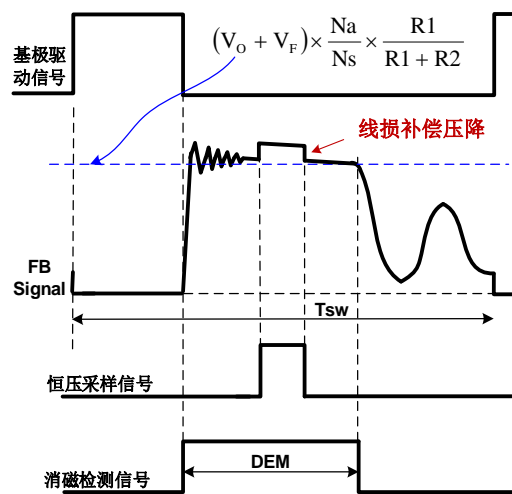 基极驱
动信号
(V_O + V_F) × Na/Ns × R1/(R1 + R2)
线损补偿压降
FB
Signal
Tsw
恒压采样信号
DEM
消磁检测信号